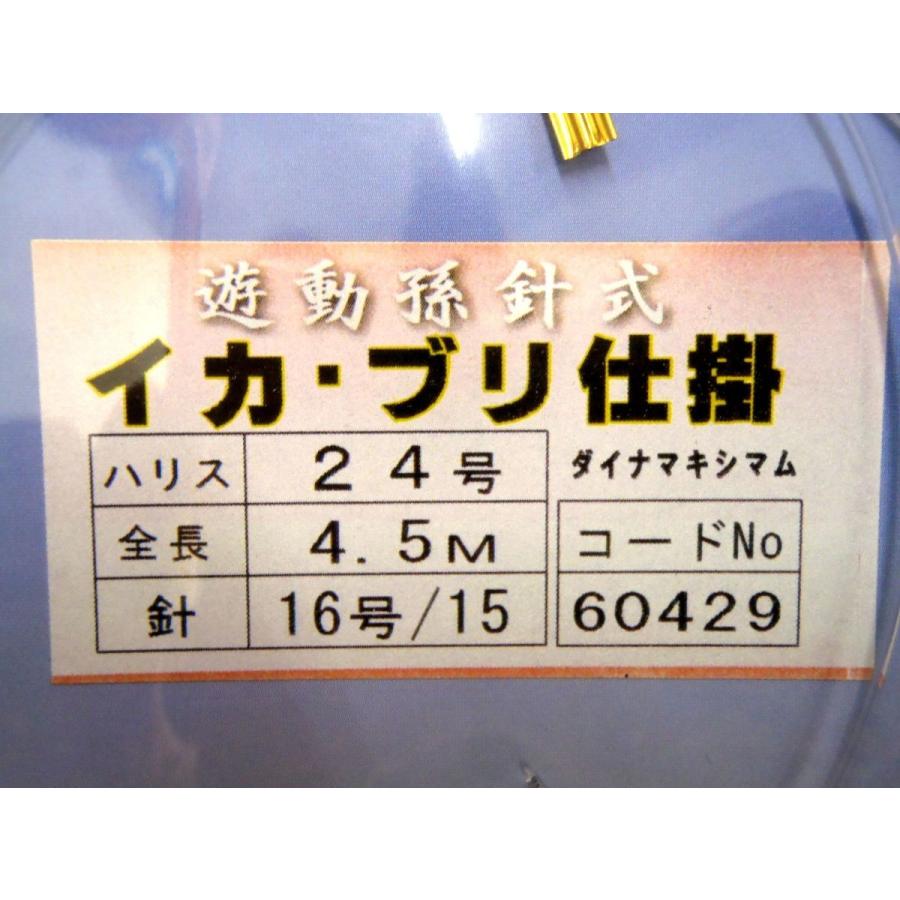 遊動孫針式
イカ・ブリ仕掛
ハリス 24号 ダイナマキシマム
全長 4.5M コードNo
針 16号/15 60429